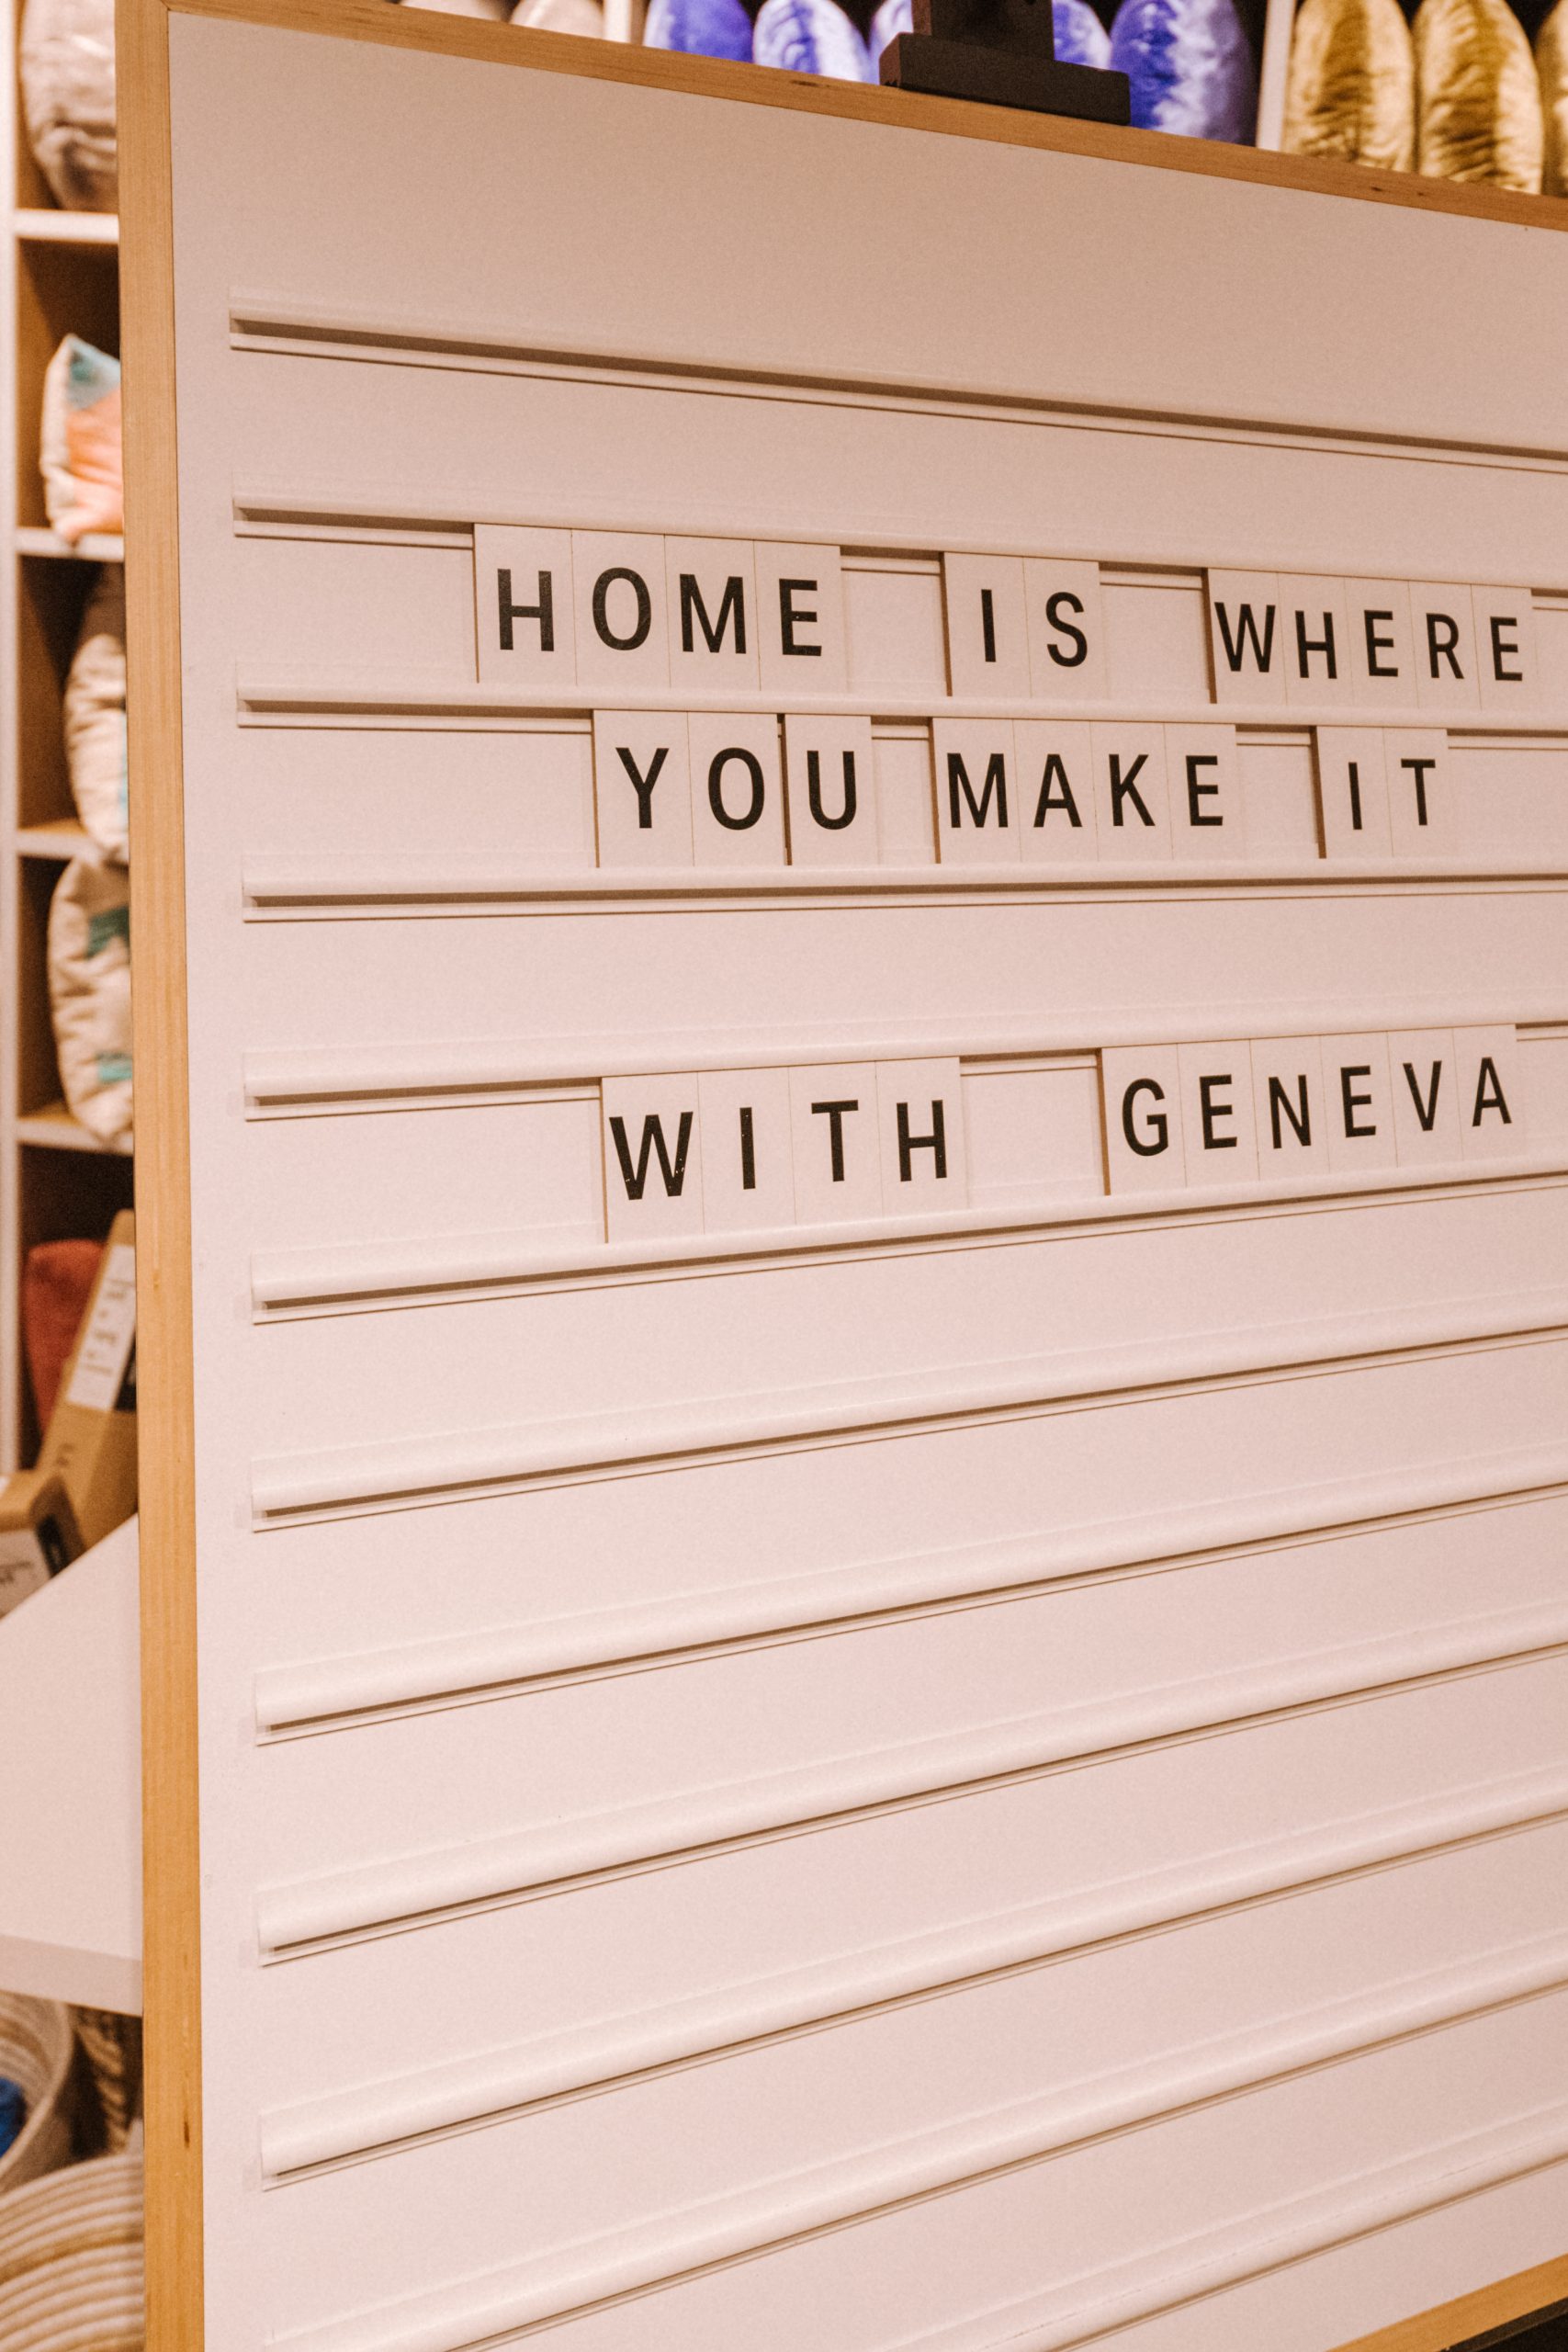 HOME IS WHERE
YOU MAKE IT
WITH GENEVA